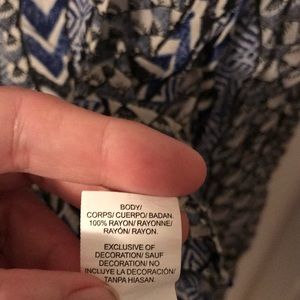 BODY/
CORPS/ CUERPO/ BADAN.
100% RAYON/ RAYONNE/
RAYÓN/ RAYON.
EXCLUSIVE OF
DECORATION/ SAUF
DECORATION/ NO
INCLUYE LA DECORACIÓN/
TANPA HIASAN.